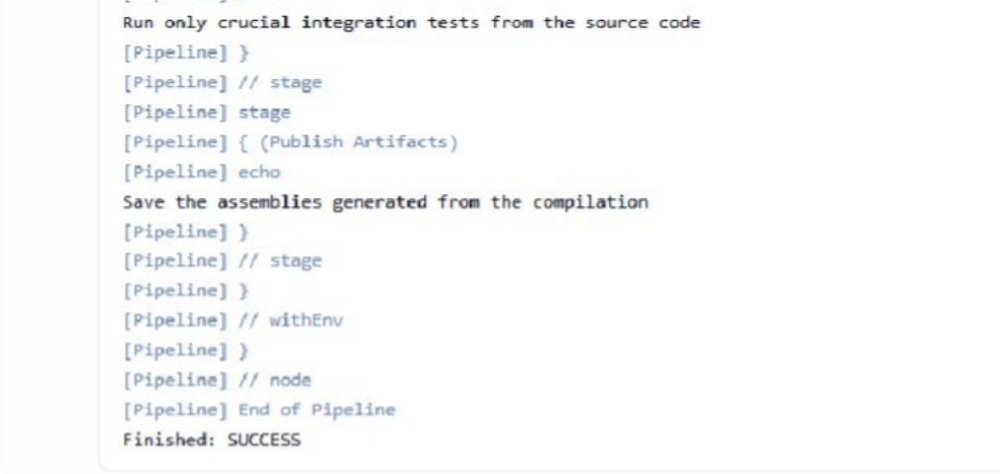 Run only crucial integration tests from the source code
[Pipeline] }
[Pipeline] // stage
[Pipeline] stage
[Pipeline] { (Publish Artifacts)
[Pipeline] echo
Save the assemblies generated from the compilation
[Pipeline] }
[Pipeline] // stage
[Pipeline] }
[Pipeline] // withEnv
[Pipeline] }
[Pipeline] // node
[Pipeline] End of Pipeline
Finished: SUCCESS